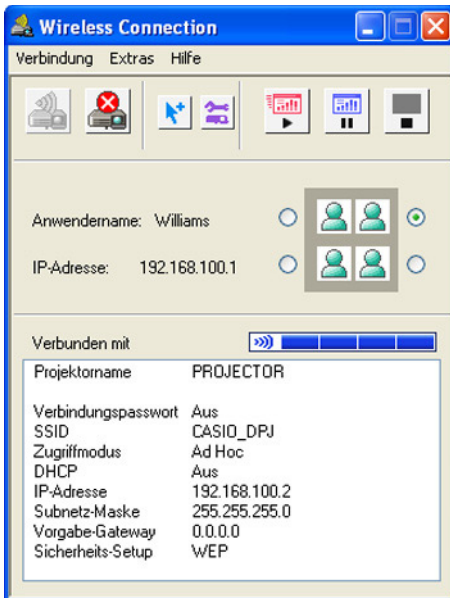 Wireless Connection
Verbindung Extras Hilfe
Anwendername: Williams
IP-Adresse: 192.168.100.1
Verbunden mit
Projektorname PROJECTOR
Verbindungspasswort Aus
SSID CASIO_DPJ
Zugriffmodus Ad Hoc
DHCP Aus
IP-Adresse 192.168.100.2
Subnetz-Maske 255.255.255.0
Vorgabe-Gateway 0.0.0.0
Sicherheits-Setup WEP